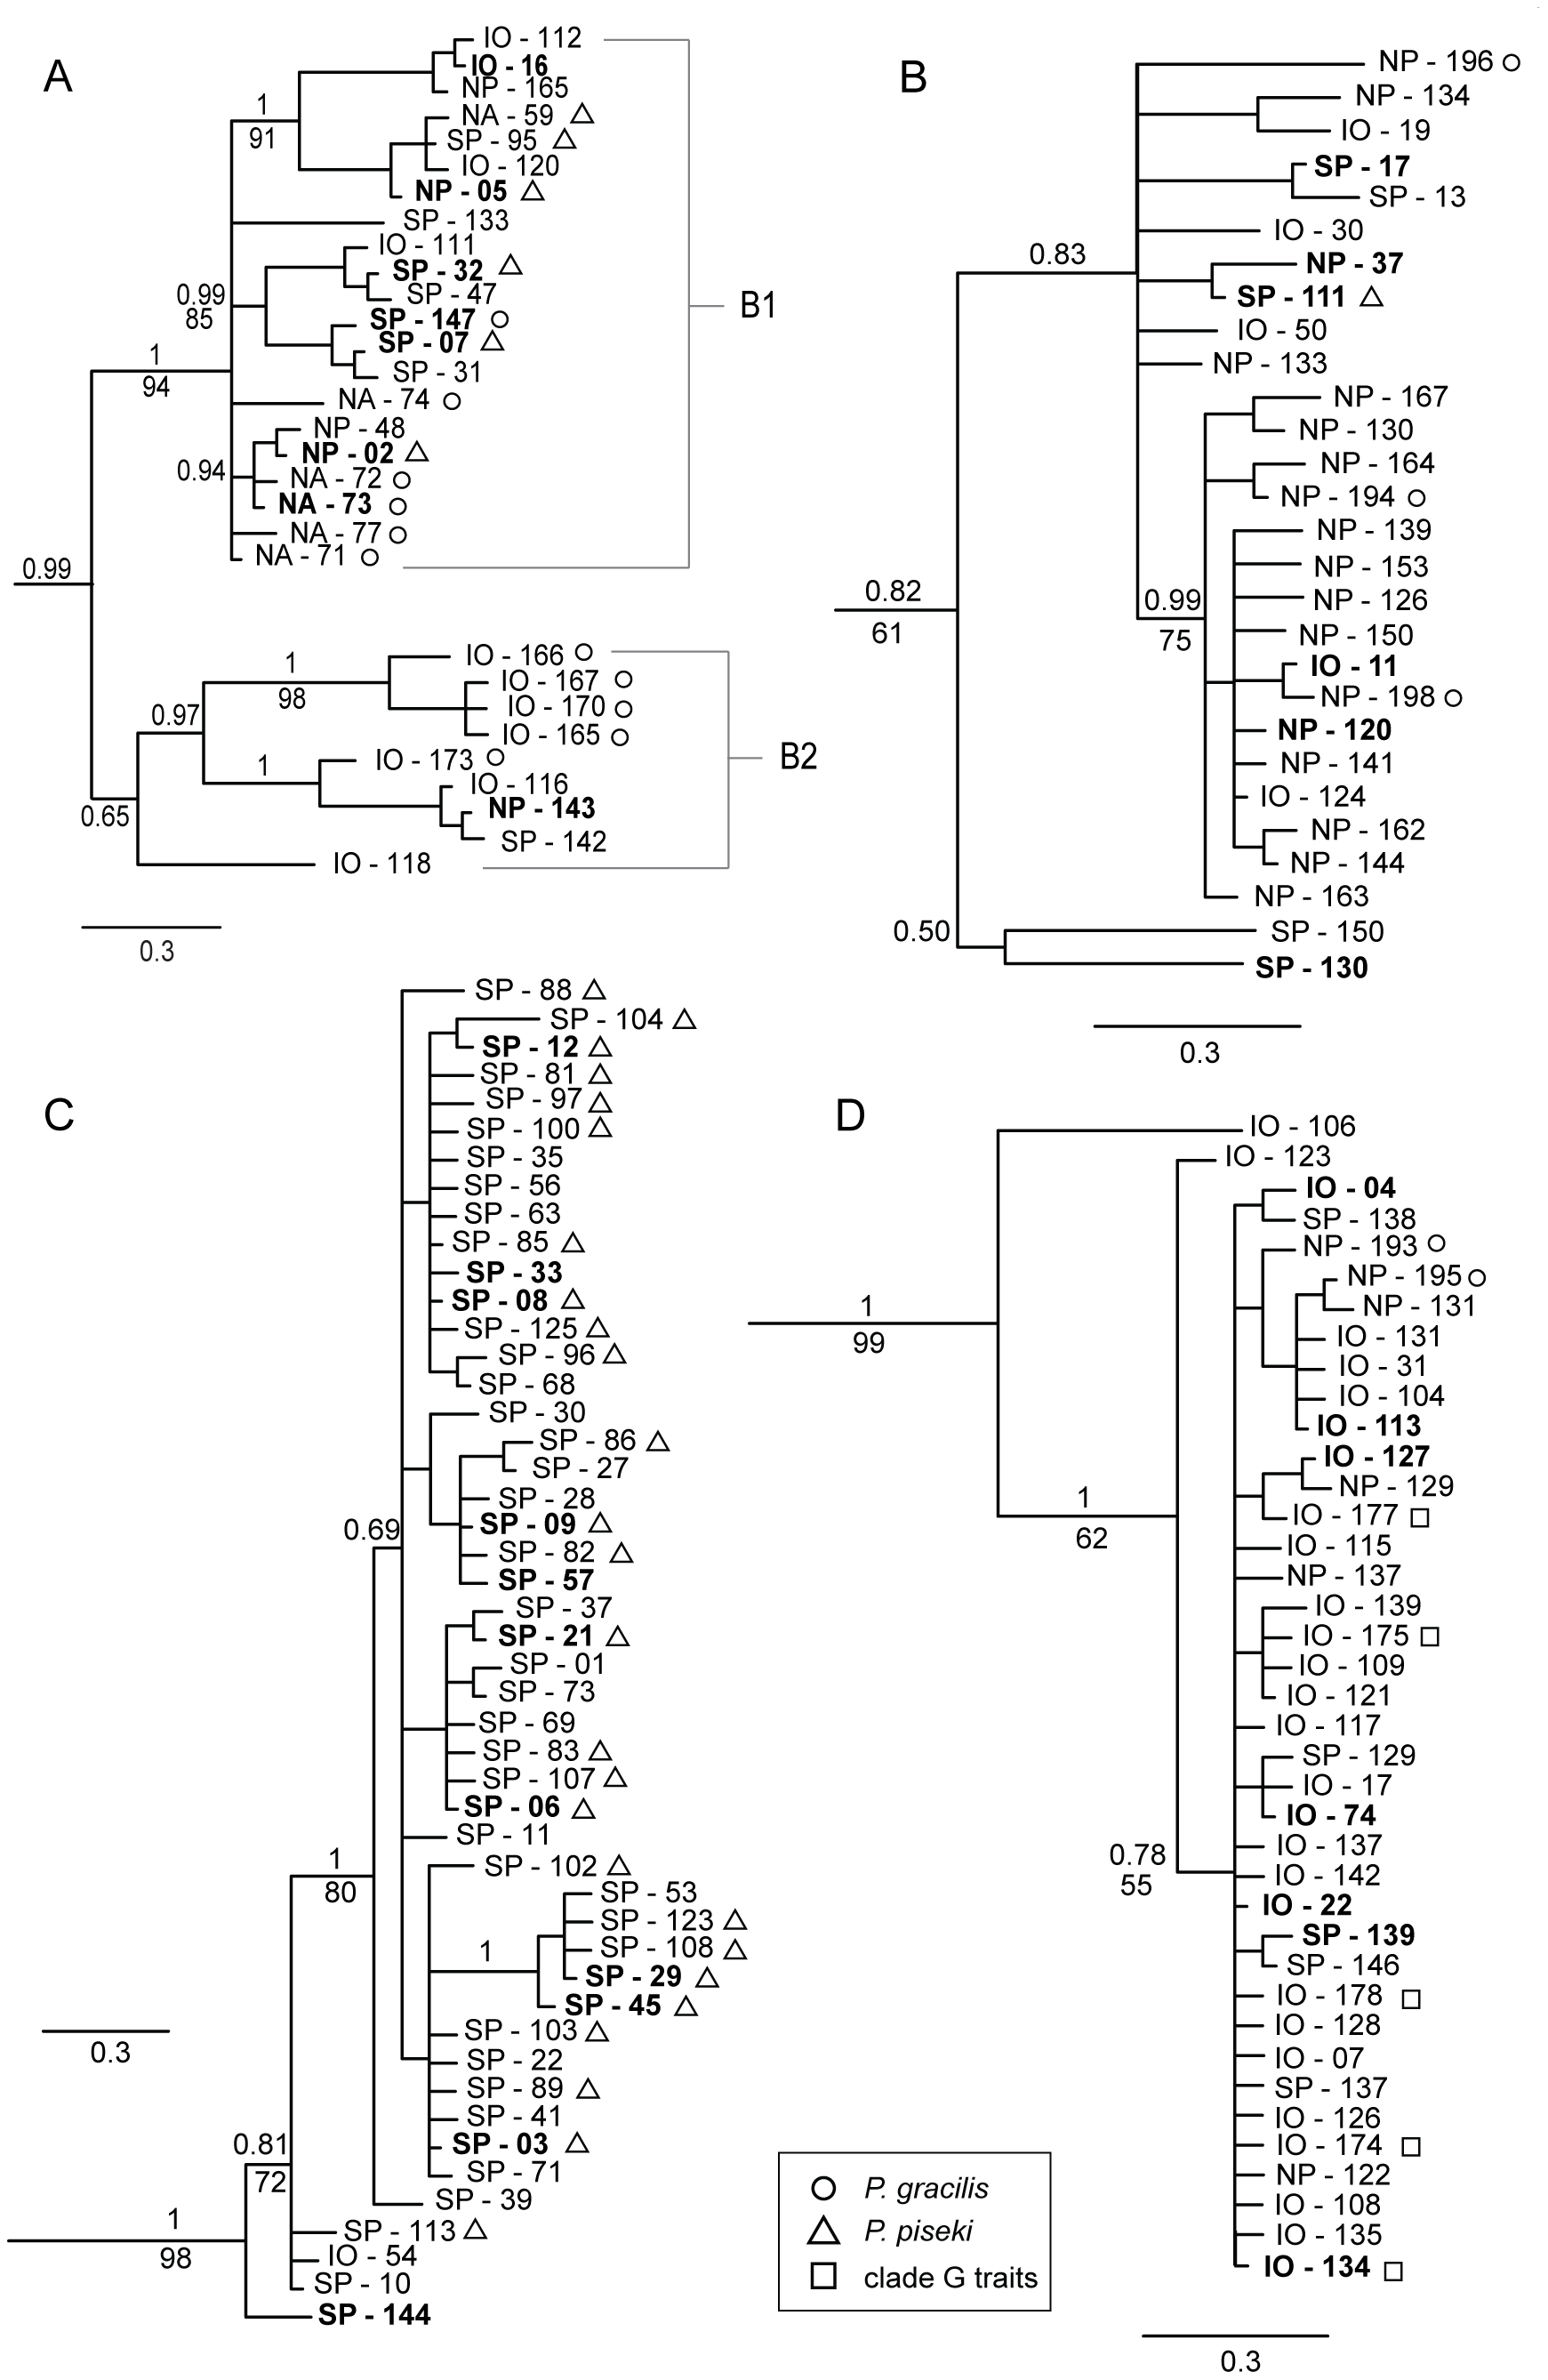 A
IO - 112
IO - 16
NP - 165
1
91
NA - 59
SP - 95
IO - 120
NP - 05
SP - 133
IO - 111
SP - 32
SP - 47
0.99
85
SP - 147
SP - 07
SP - 31
B1
1
94
NA - 74
NP - 48
NP - 02
0.94
NA - 72
NA - 73
NA - 77
NA - 71
0.99
IO - 166
1
98
IO - 167
IO - 170
IO - 165
0.97
IO - 173
1
IO - 116
NP - 143
SP - 142
B2
0.65
IO - 118
0.3
B
NP - 196
NP - 134
IO - 19
SP - 17
SP - 13
IO - 30
0.83
NP - 37
SP - 111
IO - 50
NP - 133
NP - 167
NP - 130
NP - 164
NP - 194
NP - 139
NP - 153
0.82
61
0.99
75
NP - 126
NP - 150
IO - 11
NP - 198
NP - 120
NP - 141
IO - 124
NP - 162
NP - 144
NP - 163
0.50
SP - 150
SP - 130
0.3
C
SP - 88
SP - 104
SP - 12
SP - 81
SP - 97
SP - 100
SP - 35
SP - 56
SP - 63
SP - 85
SP - 33
SP - 08
SP - 125
SP - 96
SP - 68
SP - 30
SP - 86
SP - 27
SP - 28
SP - 09
0.69
SP - 82
SP - 57
SP - 37
SP - 21
SP - 01
SP - 73
SP - 69
SP - 83
SP - 107
SP - 06
SP - 11
1
80
SP - 102
SP - 53
SP - 123
SP - 108
1
SP - 29
SP - 45
SP - 103
SP - 22
SP - 89
SP - 41
SP - 03
SP - 71
0.3
0.81
72
SP - 39
1
98
SP - 113
IO - 54
SP - 10
SP - 144
D
IO - 106
IO - 123
IO - 04
SP - 138
NP - 193
NP - 195
NP - 131
1
99
IO - 131
IO - 31
IO - 104
IO - 113
IO - 127
NP - 129
1
62
IO - 177
IO - 115
NP - 137
IO - 139
IO - 175
IO - 109
IO - 121
IO - 117
SP - 129
IO - 17
IO - 74
0.78
55
IO - 137
IO - 142
IO - 22
SP - 139
SP - 146
IO - 178
IO - 128
IO - 07
SP - 137
IO - 126
IO - 174
NP - 122
IO - 108
IO - 135
IO - 134
0.3
P. gracilis
P. piseki
clade G traits